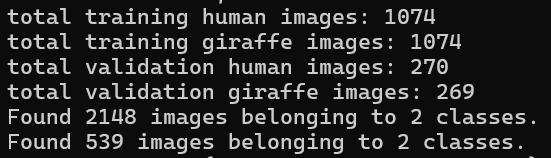 total training human images: 1074
total training giraffe images: 1074
total validation human images: 270
total validation giraffe images: 269
Found 2148 images belonging to 2 classes.
Found 539 images belonging to 2 classes.